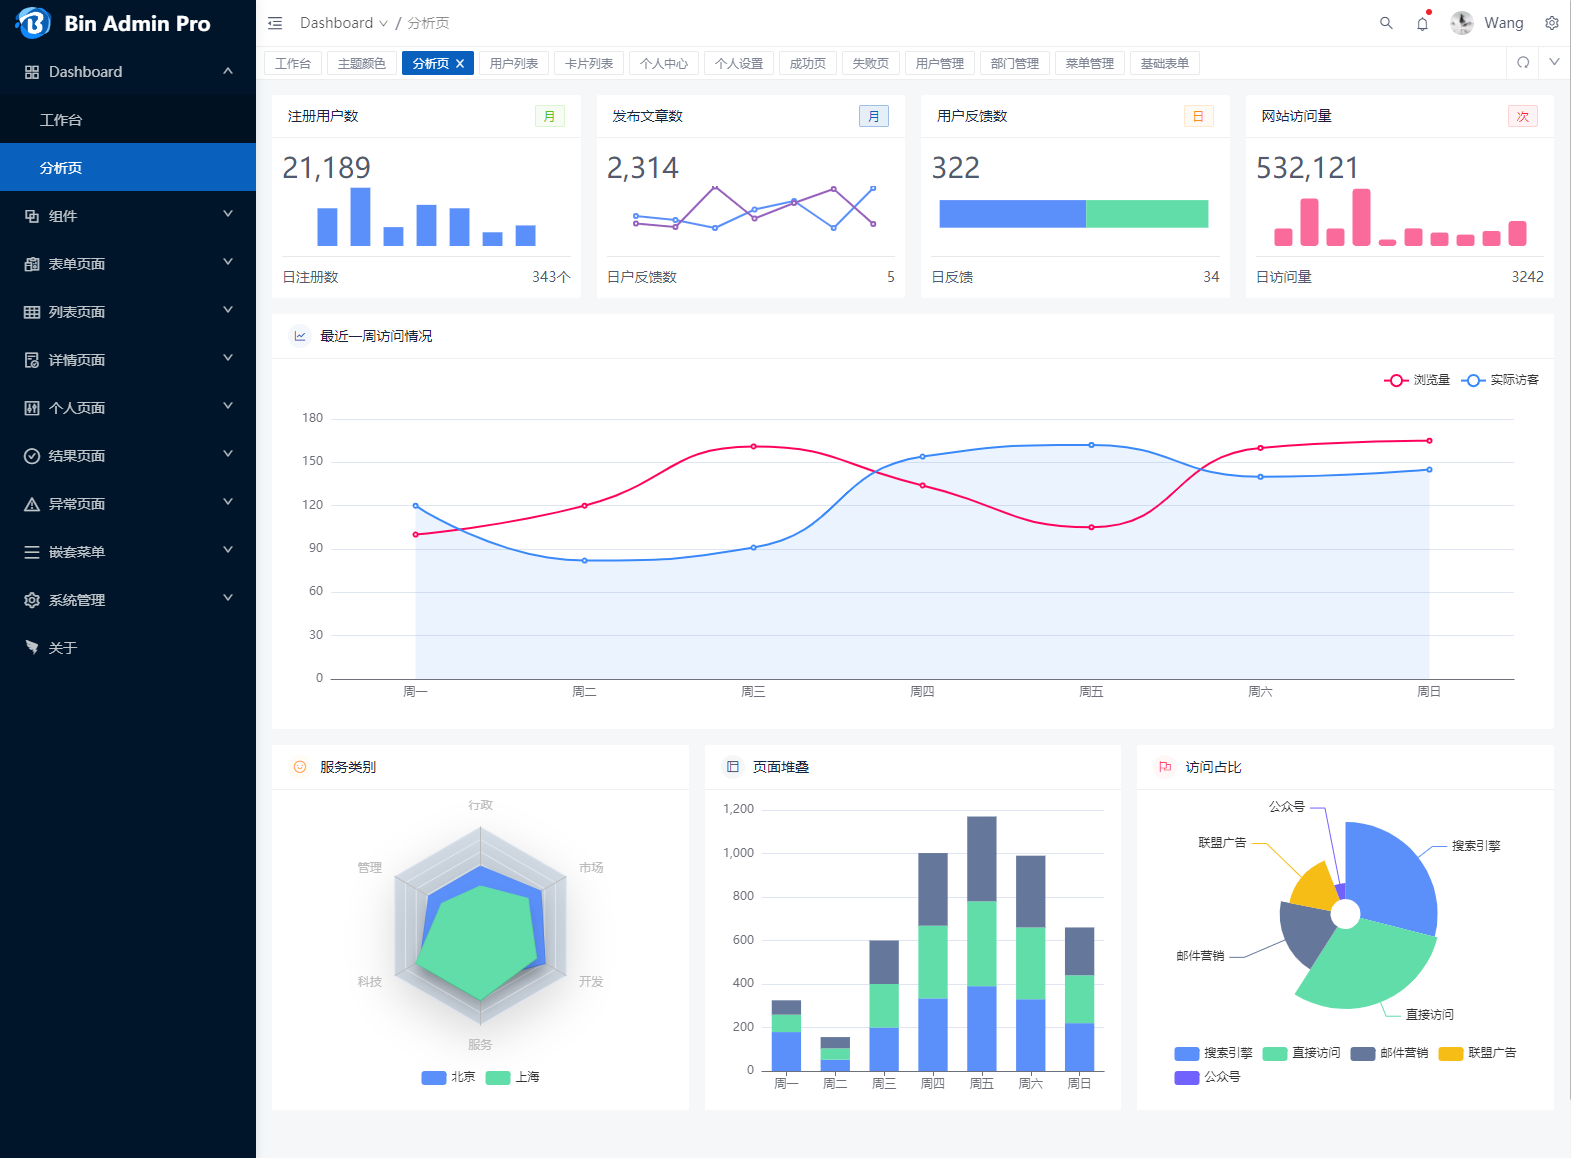 Bin Admin Pro
Dashboard
工作台
分析页
组件
表单页面
列表页面
详情页面
个人页面
结果页面
异常页面
嵌套菜单
系统管理
关于
Dashboard / 分析页
Wang
工作台 主题颜色 分析页 用户列表 卡片列表 个人中心 个人设置 成功页 失败页 用户管理 部门管理 菜单管理 基础表单
注册用户数 月
21,189
日注册数 343个
发布文章数 月
2,314
日户反馈数 5
用户反馈数 日
322
日反馈 34
网站访问量 次
532,121
日访问量 3242
最近一周访问情况
浏览量 实际访客
180
150
120
90
60
30
0
周一 周二 周三 周四 周五 周六 周日
服务类别
行政
管理 市场
科技 开发
服务
北京 上海
页面堆叠
1,200
1,000
800
600
400
200
0
周一 周二 周三 周四 周五 周六 周日
访问占比
公众号
联盟广告 搜索引擎
邮件营销
直接访问
搜索引擎 直接访问 邮件营销 联盟广告
公众号